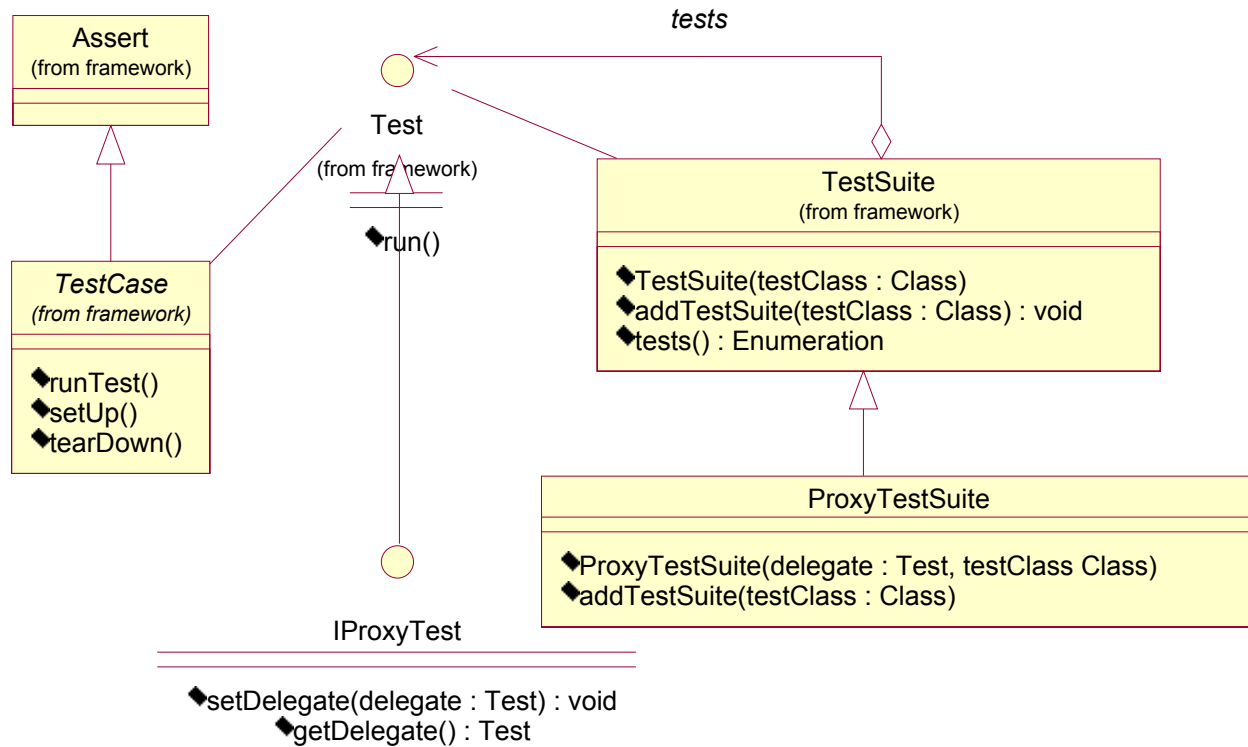 tests
Assert
(from framework)
Test
(from framework)
run()
TestSuite
(from framework)
TestSuite(testClass : Class)
addTestSuite(testClass : Class) : void
tests() : Enumeration
TestCase
(from framework)
runTest()
setUp()
tearDown()
ProxyTestSuite
ProxyTestSuite(delegate : Test, testClass Class)
addTestSuite(testClass : Class)
IProxyTest
setDelegate(delegate : Test) : void
getDelegate() : Test